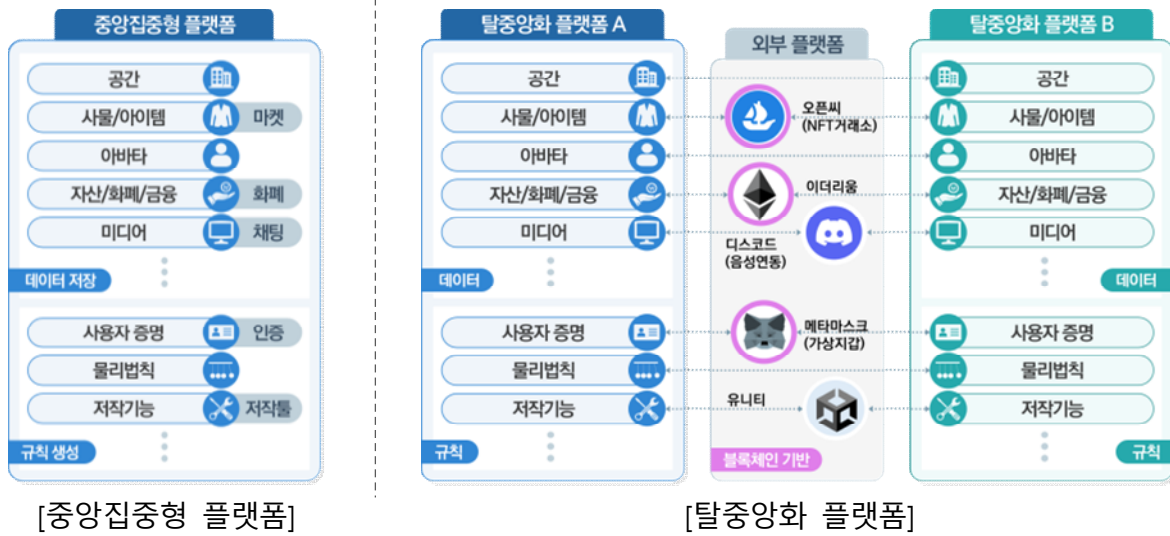 중앙집중형 플랫폼
공간
사물/아이템
마켓
아바타
자산/화폐/금융
화폐
미디어
채팅
데이터 저장
사용자 증명
인증
물리법칙
저작기능
저작툴
규칙 생성
[중앙집중형 플랫폼]
탈중앙화 플랫폼 A
공간
사물/아이템
아바타
자산/화폐/금융
미디어
데이터
사용자 증명
물리법칙
저작기능
규칙
외부 플랫폼
오픈씨
(NFT거래소)
이더리움
디스코드
(음성연동)
메타마스크
(가상지갑)
유니티
블록체인 기반
탈중앙화 플랫폼 B
공간
사물/아이템
아바타
자산/화폐/금융
미디어
데이터
사용자 증명
물리법칙
저작기능
규칙
[탈중앙화 플랫폼]